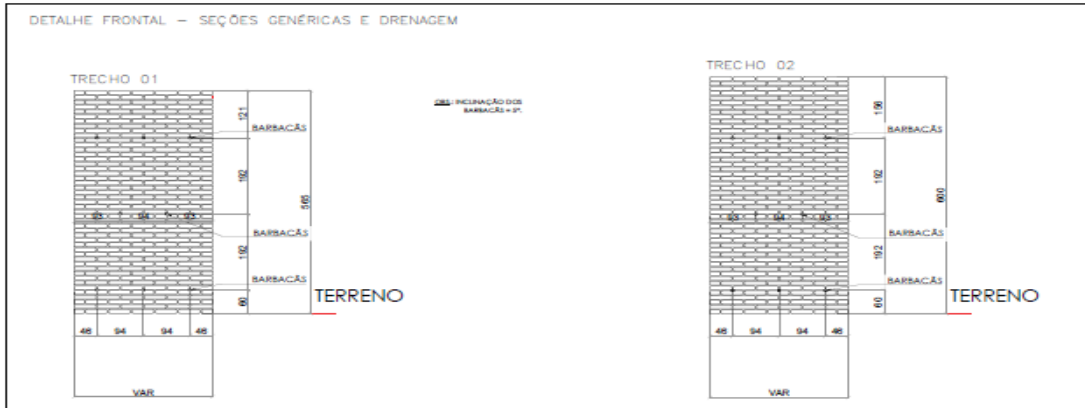 DETALHE FRONTAL – SEÇÕES GENÉRICAS E DRENAGEM
TRECHO 01
121
BARBACÃS
192
565
93 94 93
BARBACÃS
192
BARBACÃS
60
TERRENO
46 94 94 46
VAR
OBS.: INCLINAÇÃO DOS
BARBACÃS = 5º.
TRECHO 02
BARBACÃS
192
600
93 94 93
BARBACÃS
192
BARBACÃS
60
TERRENO
46 94 94 46
VAR